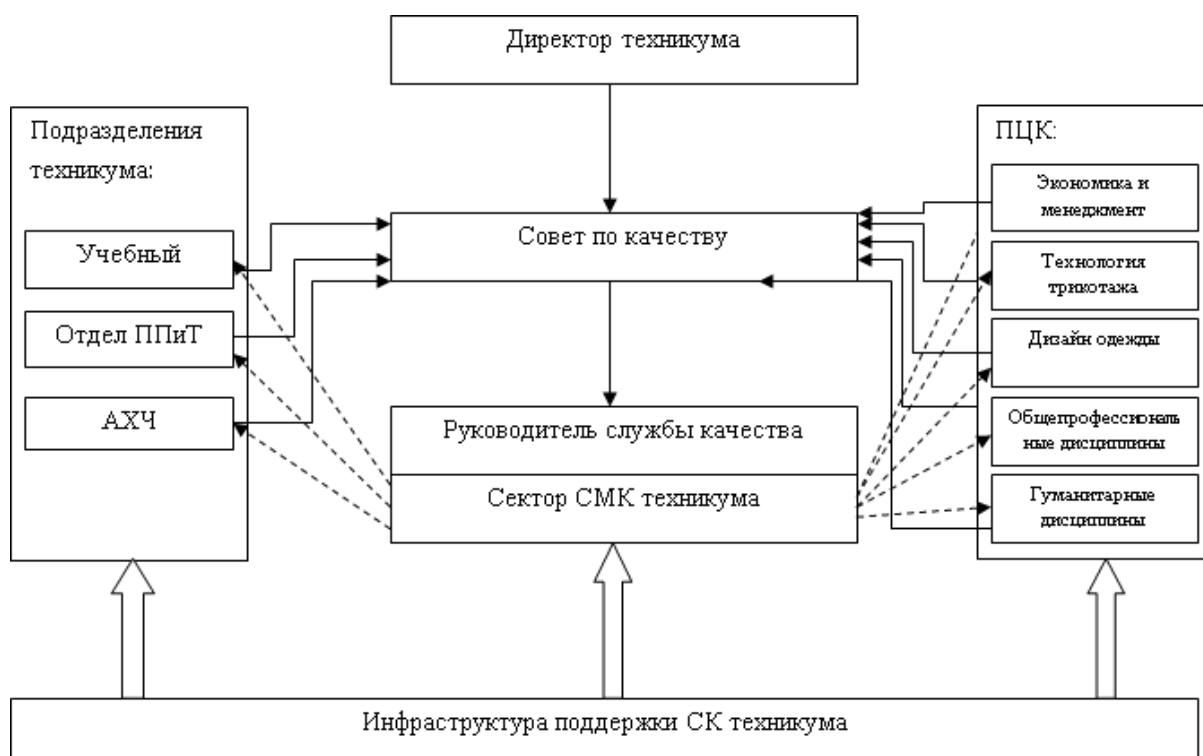 Директор техникума
Подразделения
техникума:
Учебный
Отдел ППиТ
АХЧ
Совет по качеству
Руководитель службы качества
Сектор СМК техникума
ПЦК:
Экономика и
менеджмент
Технология
трикотажа
Дизайн одежды
Общепрофессиональ
ные дисциплины
Гуманитарные
дисциплины
Инфраструктура поддержки СК техникума